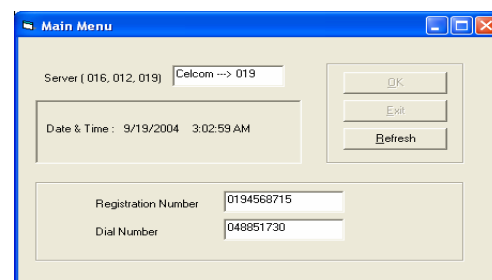 Main Menu
Server ( 016, 012, 019) Celcom ---> 019
OK
Exit
Date & Time : 9/19/2004 3:02:59 AM
Refresh
Registration Number 0194568715
Dial Number 048851730